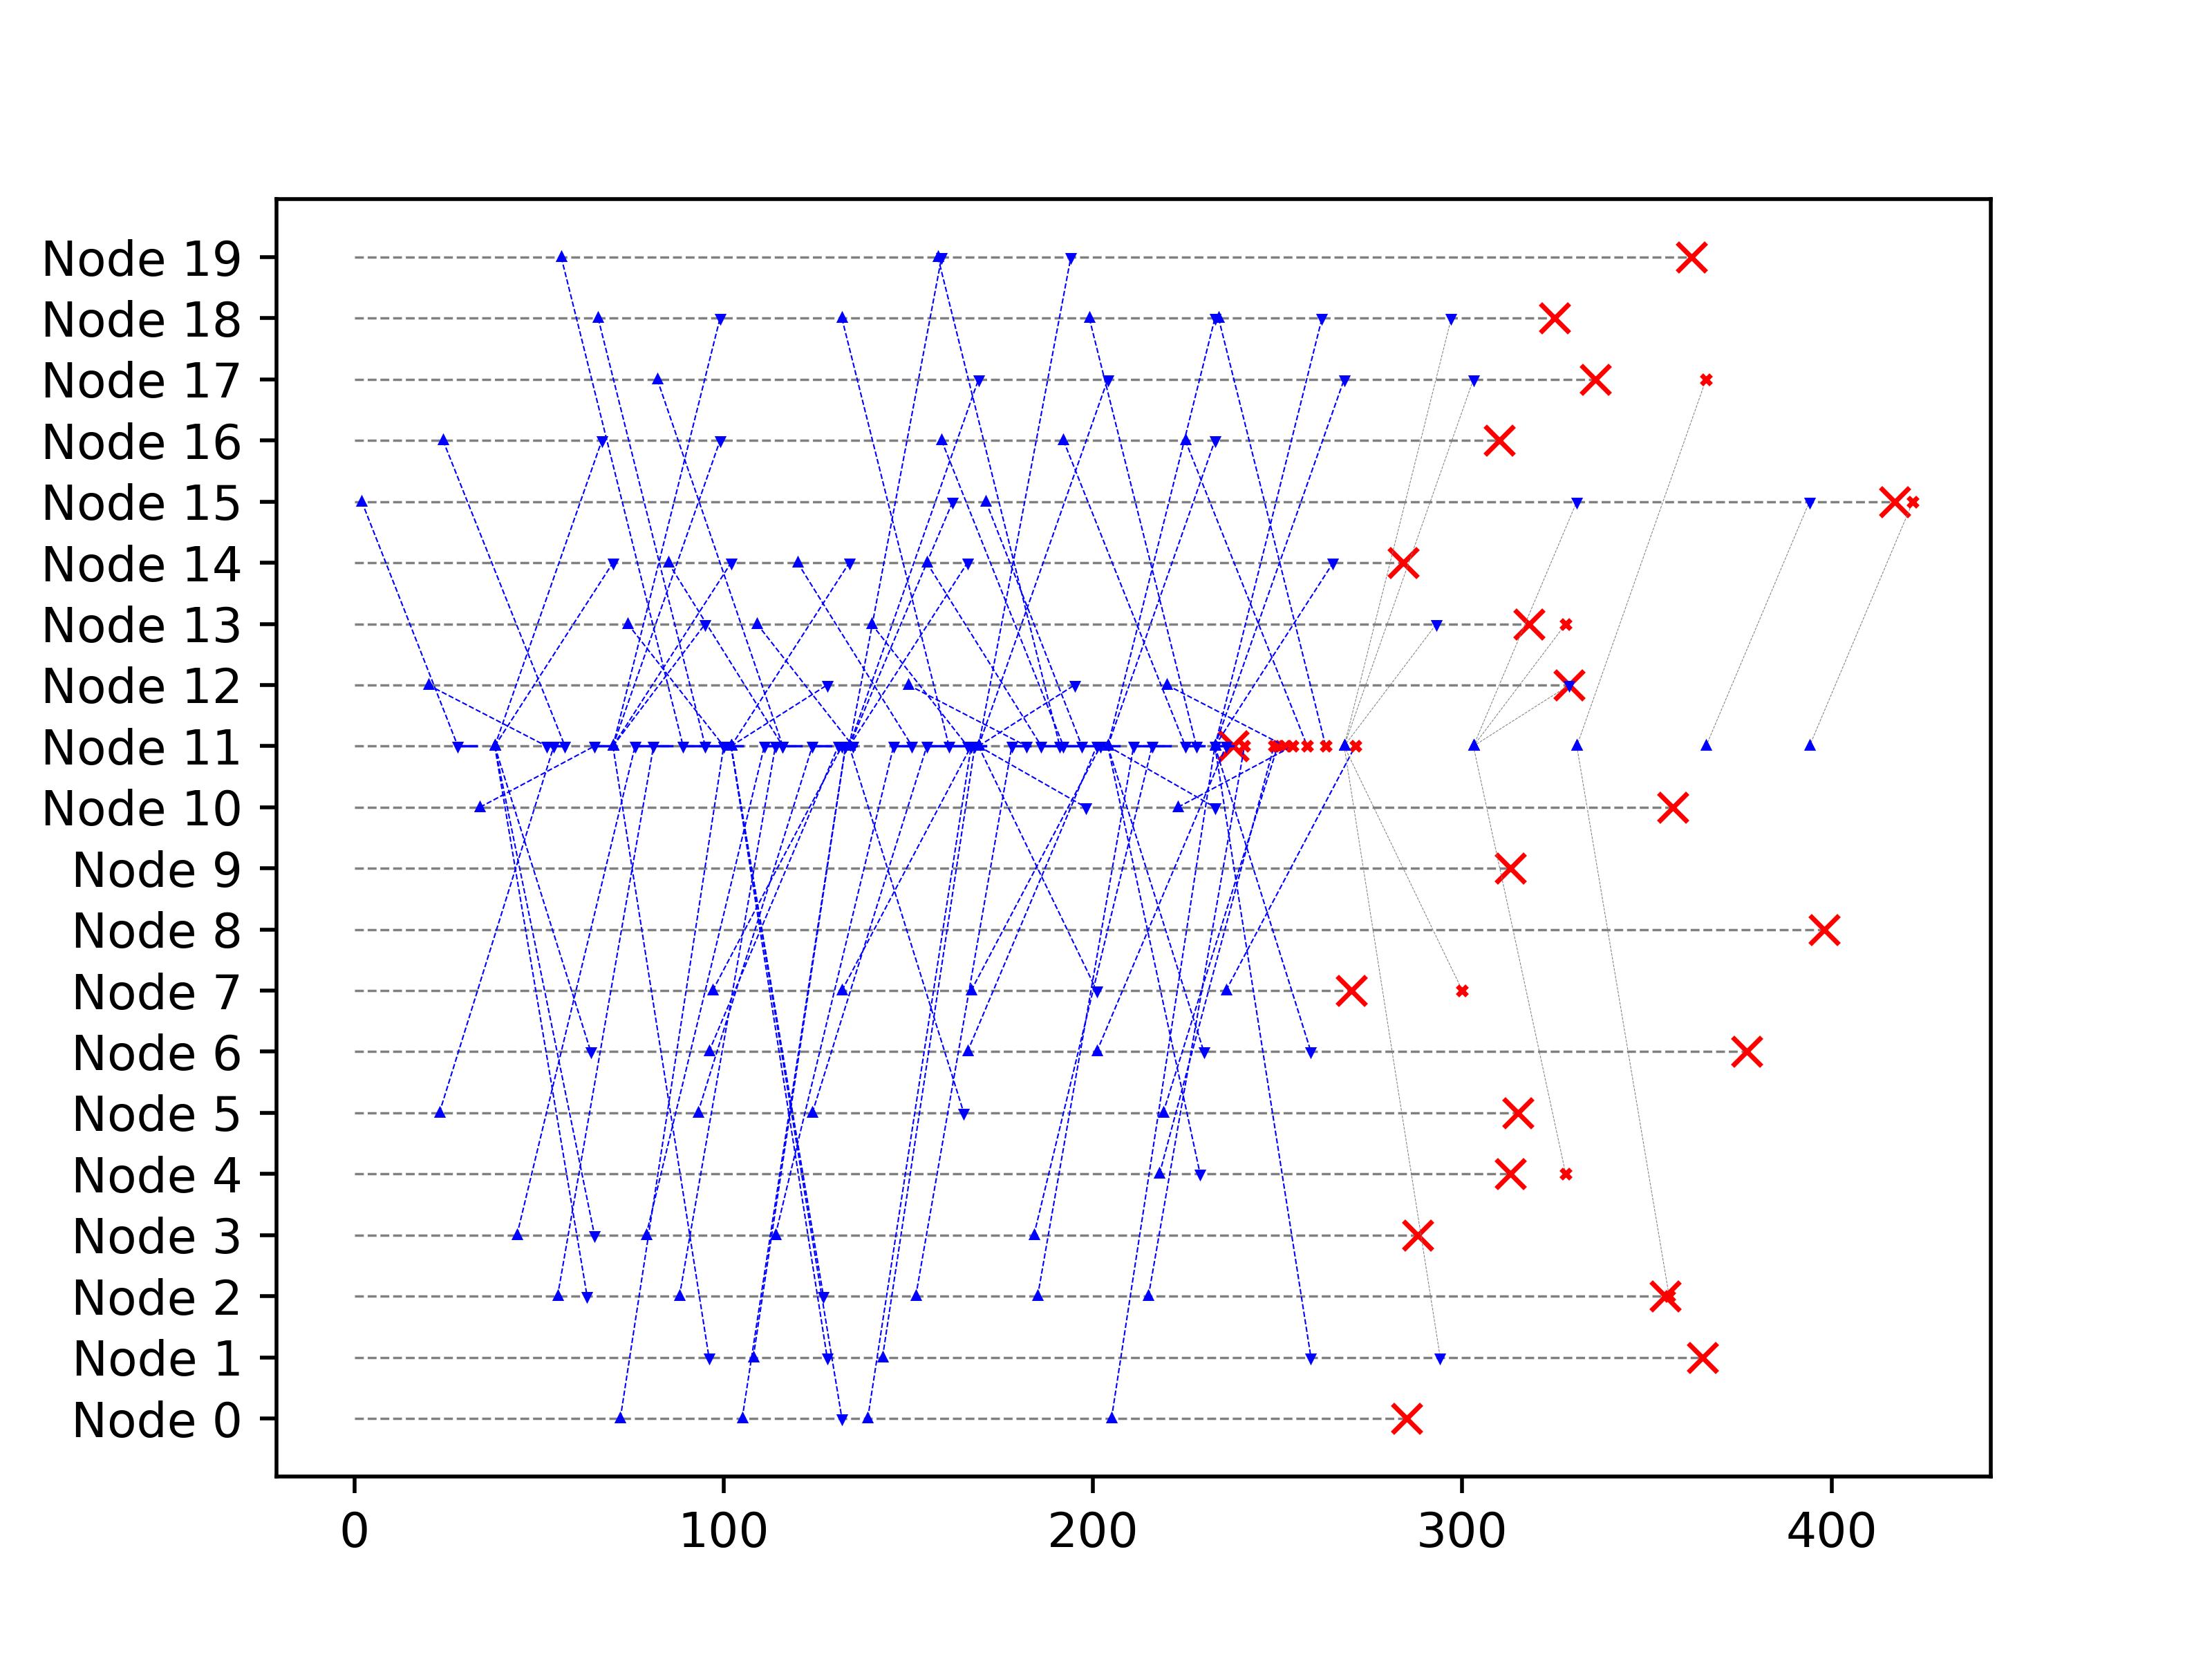 Node 19
Node 18
Node 17
Node 16
Node 15
Node 14
Node 13
Node 12
Node 11
Node 10
Node 9
Node 8
Node 7
Node 6
Node 5
Node 4
Node 3
Node 2
Node 1
Node 0
0 100 200 300 400